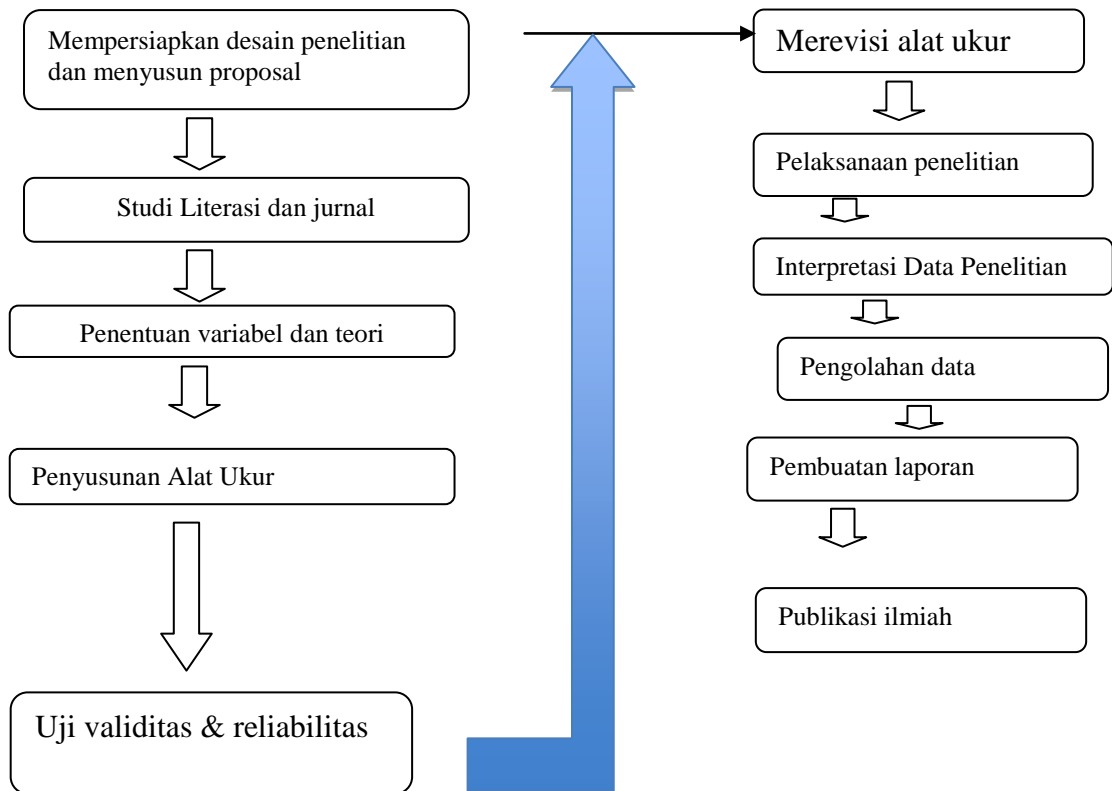 Mempersiapkan desain penelitian
dan menyusun proposal
Studi Literasi dan jurnal
Penentuan variabel dan teori
Penyusunan Alat Ukur
Uji validitas & reliabilitas
Merevisi alat ukur
Pelaksanaan penelitian
Interpretasi Data Penelitian
Pengolahan data
Pembuatan laporan
Publikasi ilmiah